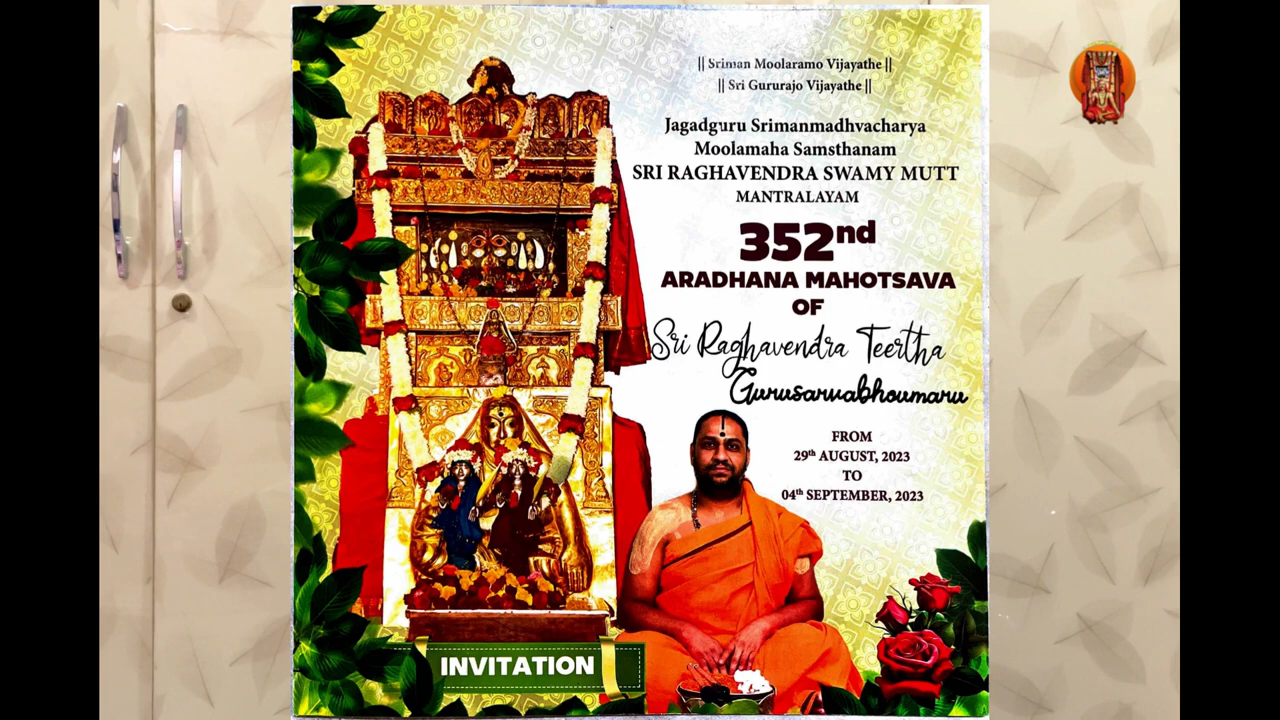 || Sriman Moolaramo Vijayathe ||
|| Sri Gururajo Vijayathe ||
Jagadguru Srimanmadhvacharya
Moolamaha Samsthanam
SRI RAGHAVENDRA SWAMY MUTT
MANTRALAYAM
352nd
ARADHANA MAHOTSAVA
OF
Sri Raghavendra Teertha
Gurusarvabhoumaru
FROM
29th AUGUST, 2023
TO
04th SEPTEMBER, 2023
INVITATION